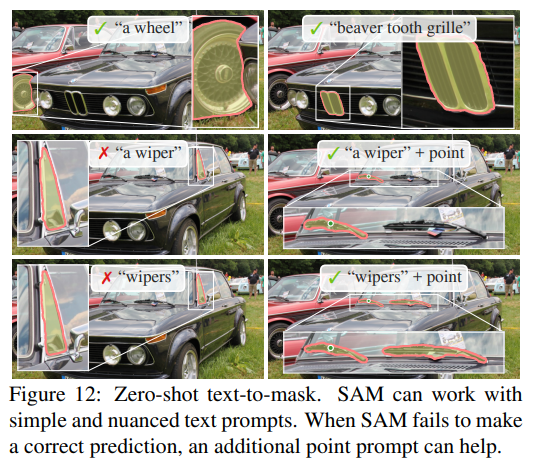 ✓ “a wheel”
✓ “beaver tooth grille”
✗ “a wiper”
✓ “a wiper” + point
✗ “wipers”
✓ “wipers” + point
Figure 12: Zero-shot text-to-mask. SAM can work with
simple and nuanced text prompts. When SAM fails to make
a correct prediction, an additional point prompt can help.